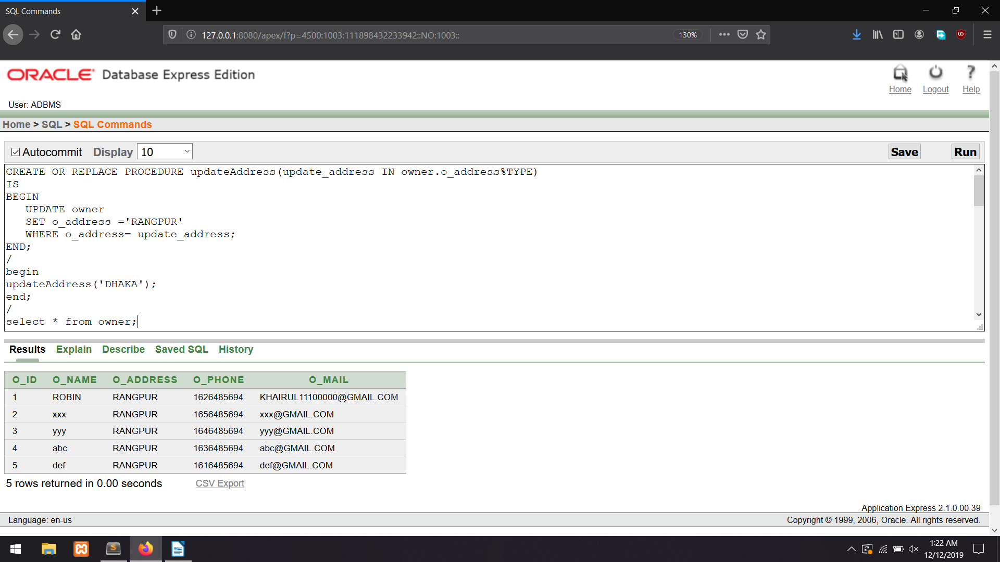 SQL Commands
127.0.0.1:8080/apex/f?p=4500:1003:111898432233942::NO:1003::
130%
ORACLE Database Express Edition
Home Logout Help
User: ADBMS
Home > SQL > SQL Commands
Autocommit Display 10 Save Run
CREATE OR REPLACE PROCEDURE updateAddress(update_address IN owner.o_address%TYPE)
IS
BEGIN
UPDATE owner
SET o_address ='RANGPUR'
WHERE o_address= update_address;
END;
/
begin
updateAddress('DHAKA');
end;
/
select * from owner;
Results Explain Describe Saved SQL History
O_ID O_NAME O_ADDRESS O_PHONE O_MAIL
1 ROBIN RANGPUR 1626485694 KHAIRUL11100000@GMAIL.COM
2 xxx RANGPUR 1656485694 xxx@GMAIL.COM
3 yyy RANGPUR 1646485694 yyy@GMAIL.COM
4 abc RANGPUR 1636485694 abc@GMAIL.COM
5 def RANGPUR 1616485694 def@GMAIL.COM
5 rows returned in 0.00 seconds CSV Export
Application Express 2.1.0.00.39
Language: en-us Copyright © 1999, 2006, Oracle. All rights reserved.
1:22 AM
12/12/2019